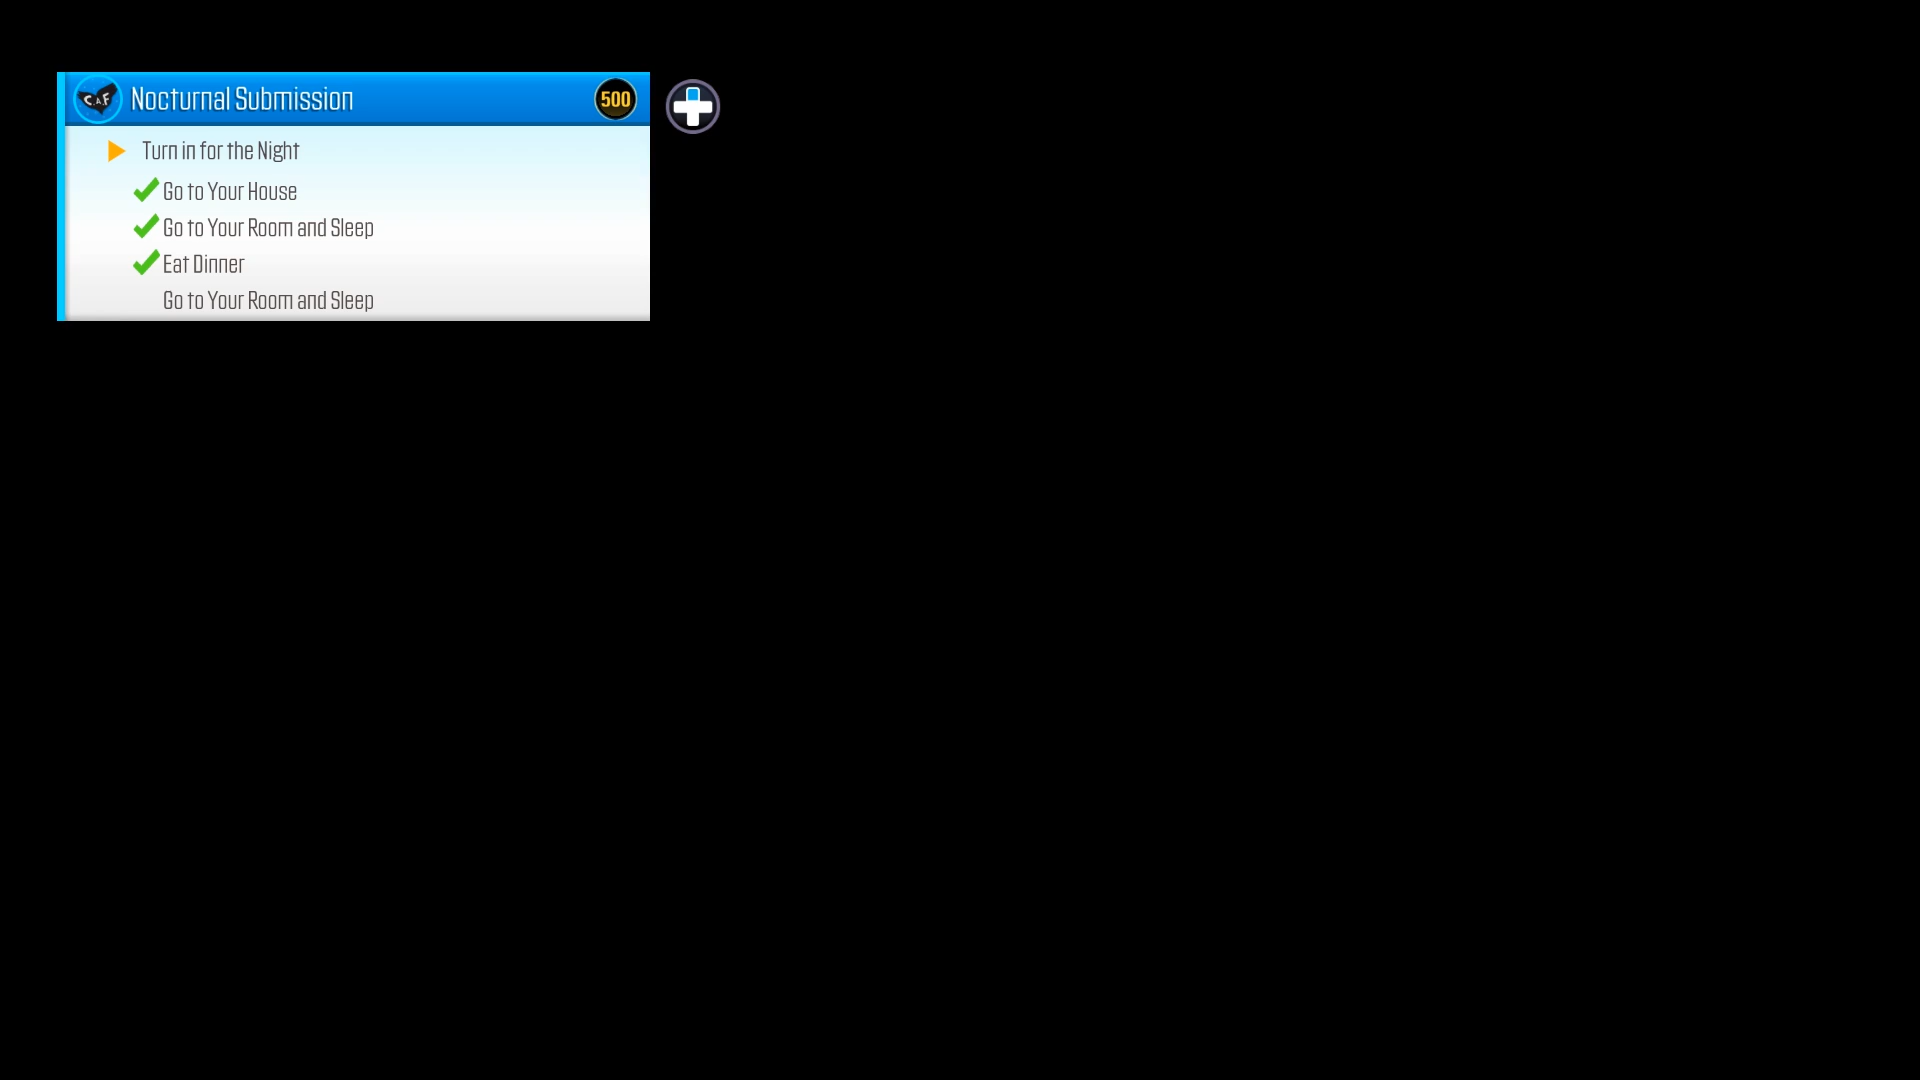 C.A.F
Nocturnal Submission
500
Turn in for the Night
Go to Your House
Go to Your Room and Sleep
Eat Dinner
Go to Your Room and Sleep